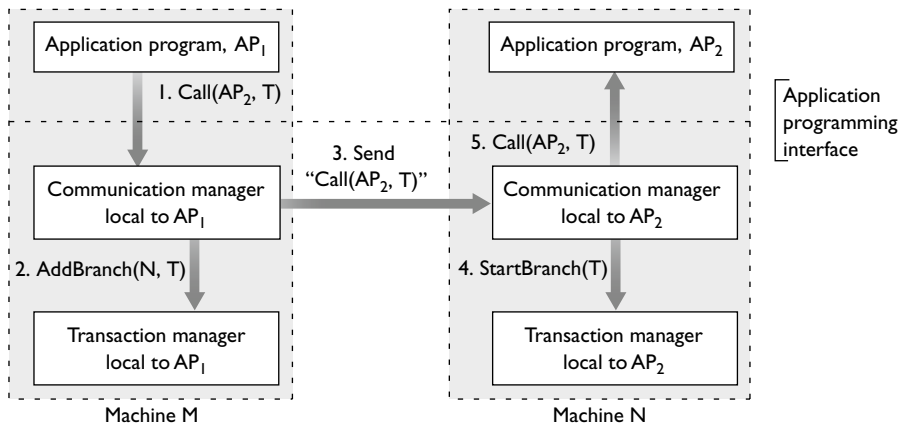 Application program, AP₁
Application program, AP₂
1. Call(AP₂, T)
Application
programming
interface
3. Send
“Call(AP₂, T)”
5. Call(AP₂, T)
Communication manager
local to AP₁
Communication manager
local to AP₂
2. AddBranch(N, T)
4. StartBranch(T)
Transaction manager
local to AP₁
Transaction manager
local to AP₂
Machine M
Machine N